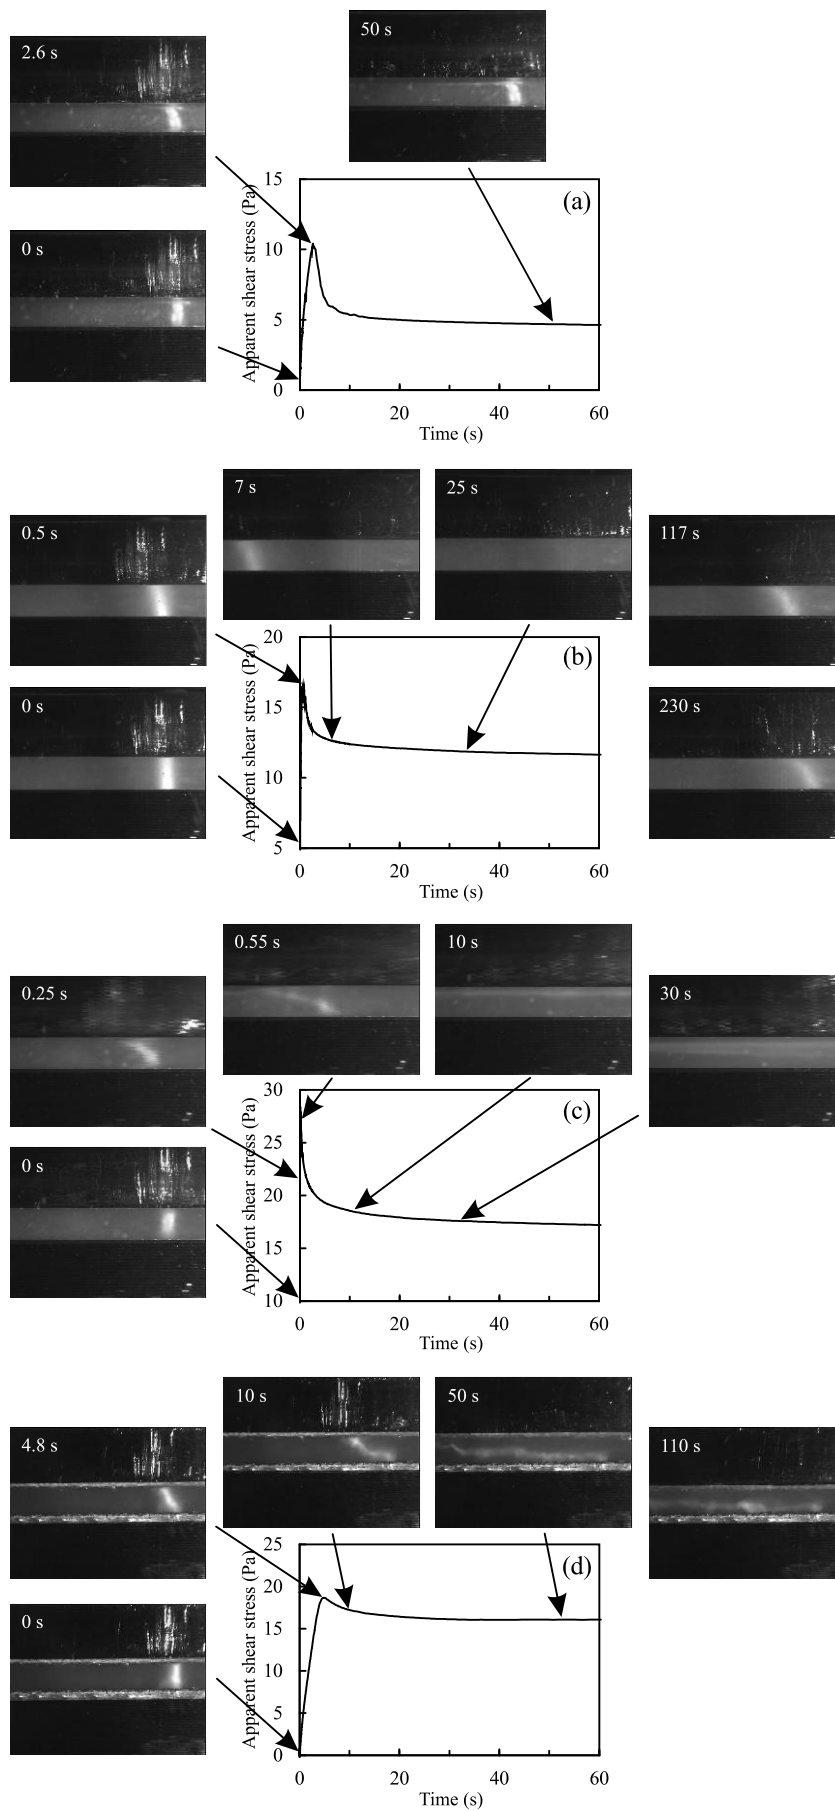 2.6 s
50 s
0 s
(a)
Apparent shear stress (Pa)
15
10
5
0
0 20 40 60
Time (s)
0.5 s
7 s
25 s
117 s
0 s
230 s
(b)
Apparent shear stress (Pa)
20
15
10
5
0 20 40 60
Time (s)
0.25 s
0.55 s
10 s
30 s
0 s
(c)
Apparent shear stress (Pa)
30
25
20
15
10
0 20 40 60
Time (s)
4.8 s
10 s
50 s
110 s
0 s
(d)
Apparent shear stress (Pa)
25
20
15
10
5
0
0 20 40 60
Time (s)